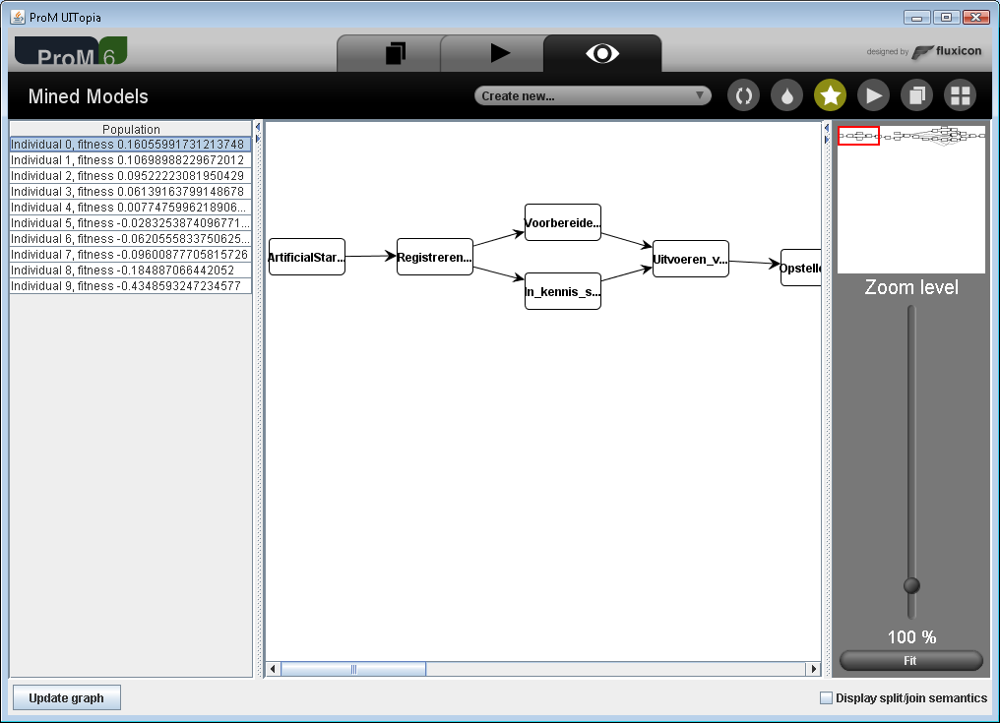 ProM UITopia
ProM 6
designed by fluxicon
Mined Models
Create new...
Population
Individual 0, fitness 0.16055991731213748
Individual 1, fitness 0.10698988229672012
Individual 2, fitness 0.09522223081950429
Individual 3, fitness 0.06139163799148678
Individual 4, fitness 0.0077475996218906...
Individual 5, fitness -0.0283253874096771...
Individual 6, fitness -0.0620555833750625...
Individual 7, fitness -0.09600877705815726
Individual 8, fitness -0.184887066442052
Individual 9, fitness -0.4348593247234577
ArtificialStar...
Registreren...
Voorbereide...
In_kennis_s...
Uitvoeren_v...
Opstelle
Zoom level
100 %
Fit
Update graph
Display split/join semantics